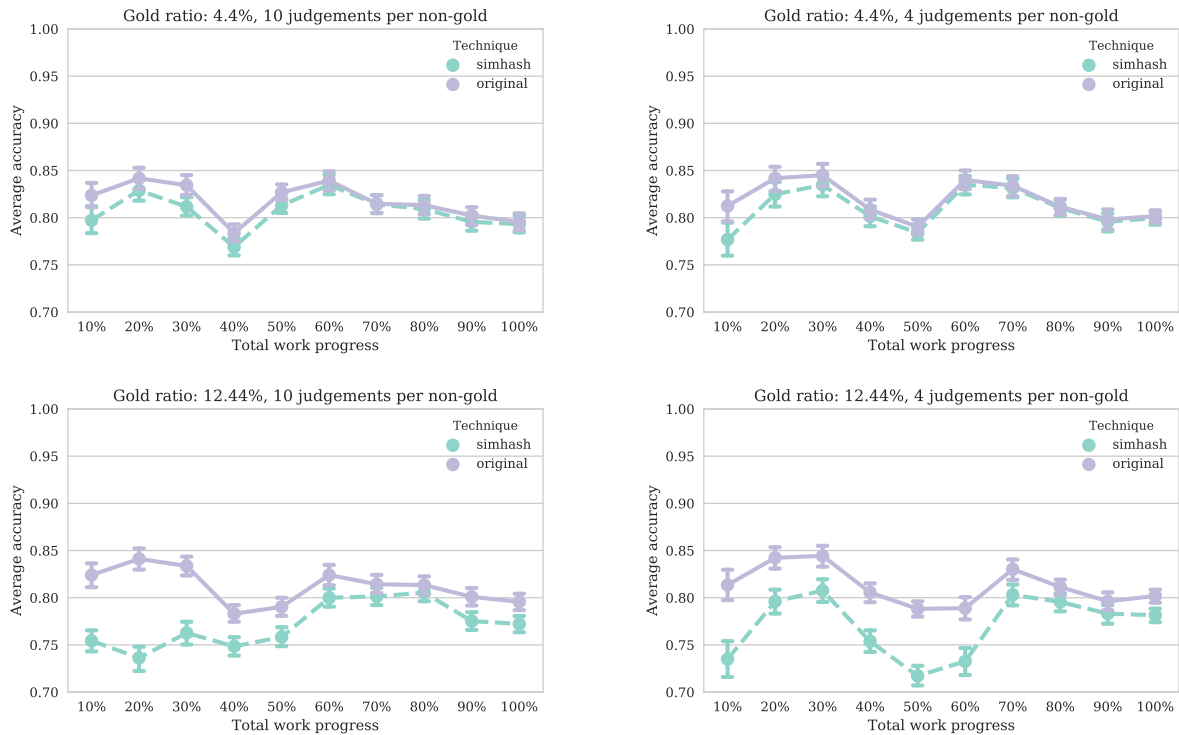 Gold ratio: 4.4%, 10 judgements per non-gold
1.00
0.95
0.90
0.85
0.80
0.75
0.70
Average accuracy
Technique
simhash
original
10% 20% 30% 40% 50% 60% 70% 80% 90% 100%
Total work progress
Gold ratio: 4.4%, 4 judgements per non-gold
1.00
0.95
0.90
0.85
0.80
0.75
0.70
Average accuracy
Technique
simhash
original
10% 20% 30% 40% 50% 60% 70% 80% 90% 100%
Total work progress
Gold ratio: 12.44%, 10 judgements per non-gold
1.00
0.95
0.90
0.85
0.80
0.75
0.70
Average accuracy
Technique
simhash
original
10% 20% 30% 40% 50% 60% 70% 80% 90% 100%
Total work progress
Gold ratio: 12.44%, 4 judgements per non-gold
1.00
0.95
0.90
0.85
0.80
0.75
0.70
Average accuracy
Technique
simhash
original
10% 20% 30% 40% 50% 60% 70% 80% 90% 100%
Total work progress